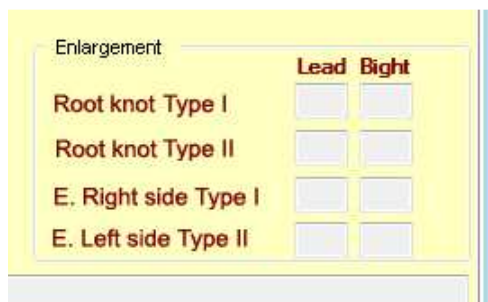 Enlargement
Lead Bight
Root knot Type I
Root knot Type II
E. Right side Type I
E. Left side Type II